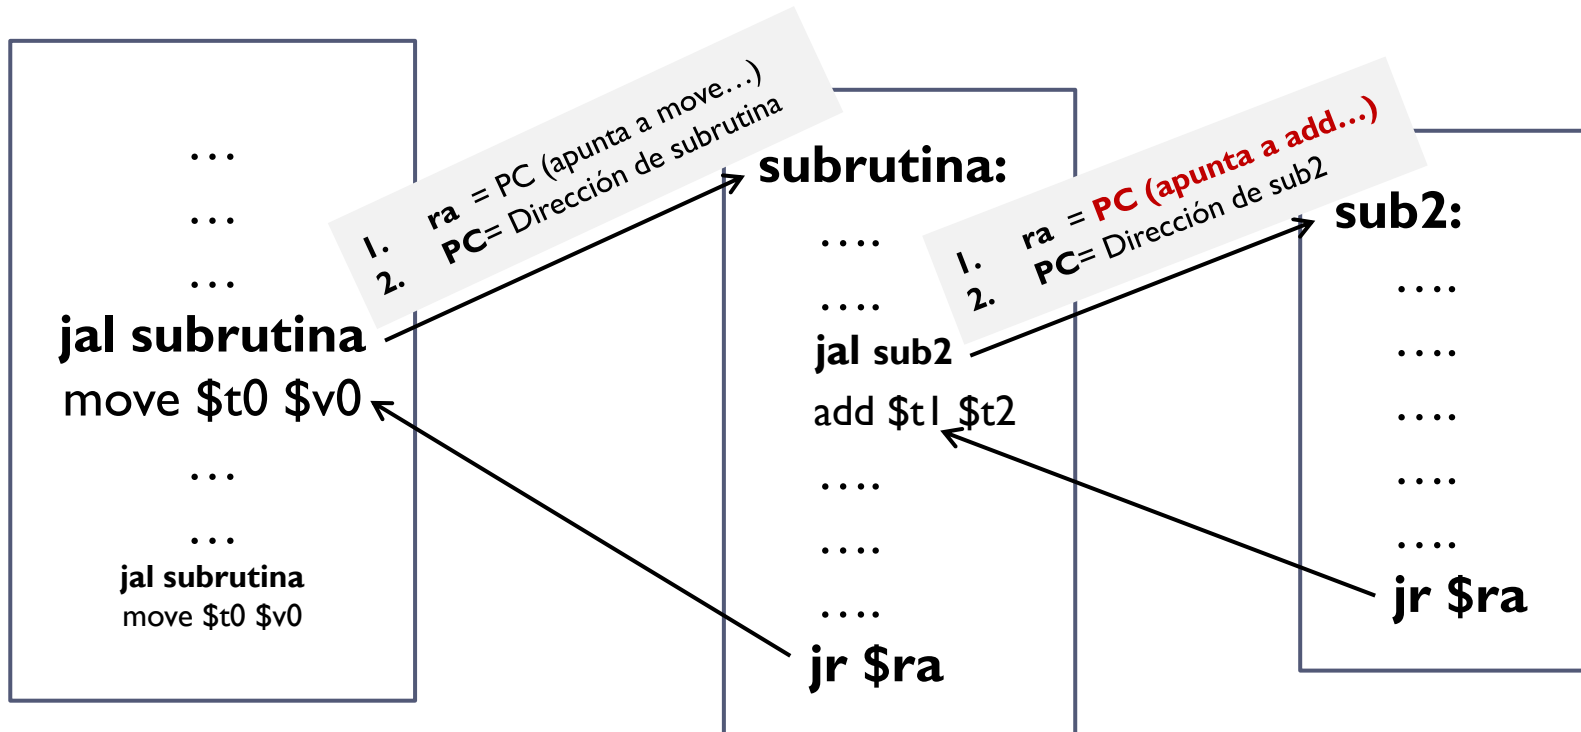 …
…
…
jal subrutina
move $t0 $v0
…
…
jal subrutina
move $t0 $v0
1. ra = PC (apunta a move…)
2. PC= Dirección de subrutina
subrutina:
….
….
jal sub2
add $t1 $t2
….
….
….
jr $ra
1. ra = PC (apunta a add…)
2. PC= Dirección de sub2
sub2:
….
….
….
….
….
jr $ra